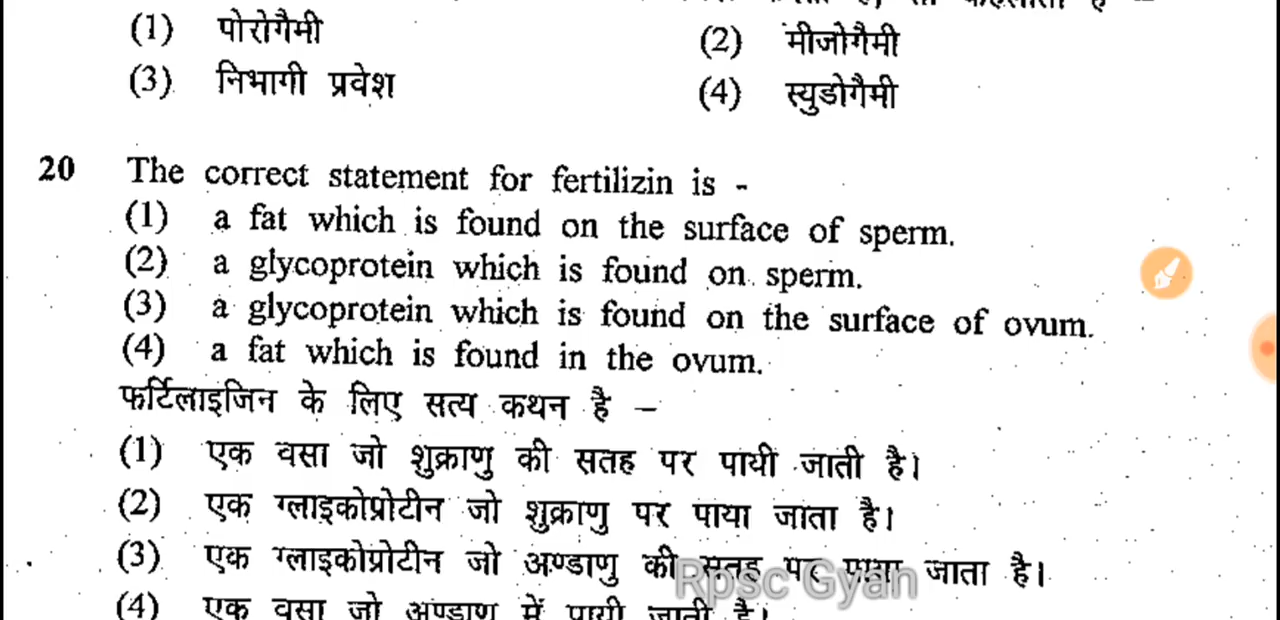 (1) पोरोगैमी (2) मीजोगैमी
(3) निभागी प्रवेश (4) स्युडोगैमी
20 The correct statement for fertilizin is -
(1) a fat which is found on the surface of sperm.
(2) a glycoprotein which is found on sperm.
(3) a glycoprotein which is found on the surface of ovum.
(4) a fat which is found in the ovum.
फर्टिलाइजिन के लिए सत्य कथन है –
(1) एक वसा जो शुक्राणु की सतह पर पायी जाती है।
(2) एक ग्लाइकोप्रोटीन जो शुक्राणु पर पाया जाता है।
(3) एक ग्लाइकोप्रोटीन जो अण्डाणु की सतह पर पाया जाता है।
Rpsc Gyan
(4) एक वसा जो अण्डाणु में पायी जाती है।